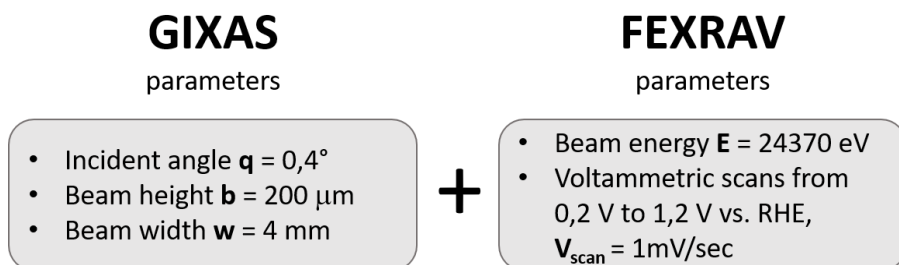 GIXAS
parameters
• Incident angle q = 0,4°
• Beam height b = 200 μm
• Beam width w = 4 mm
+
FEXRAV
parameters
• Beam energy E = 24370 eV
• Voltammetric scans from
0,2 V to 1,2 V vs. RHE,
Vscan = 1mV/sec